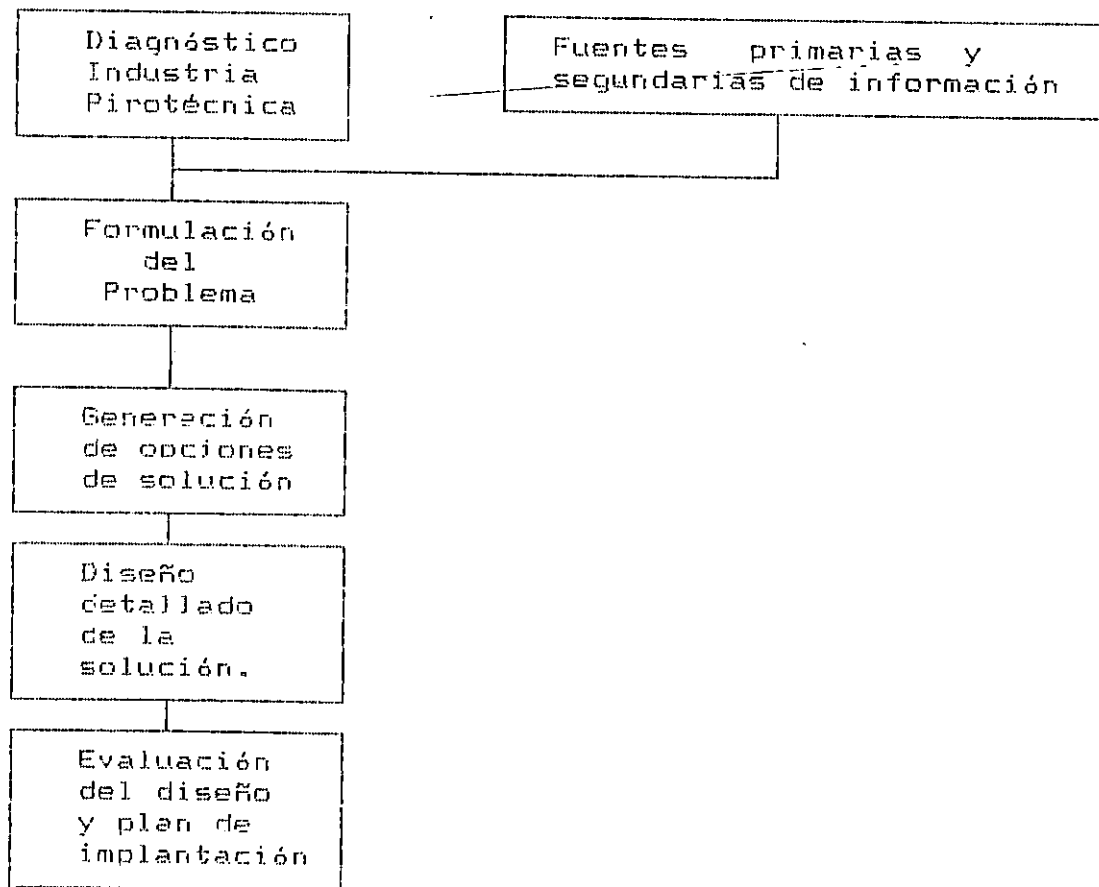 Diagnóstico
Industria
Pirotécnica
Fuentes primarias y
segundarias de información
Formulación
del
Problema
Generación
de opciones
de solución
Diseño
detallado
de la
solución.
Evaluación
del diseño
y plan de
implantación